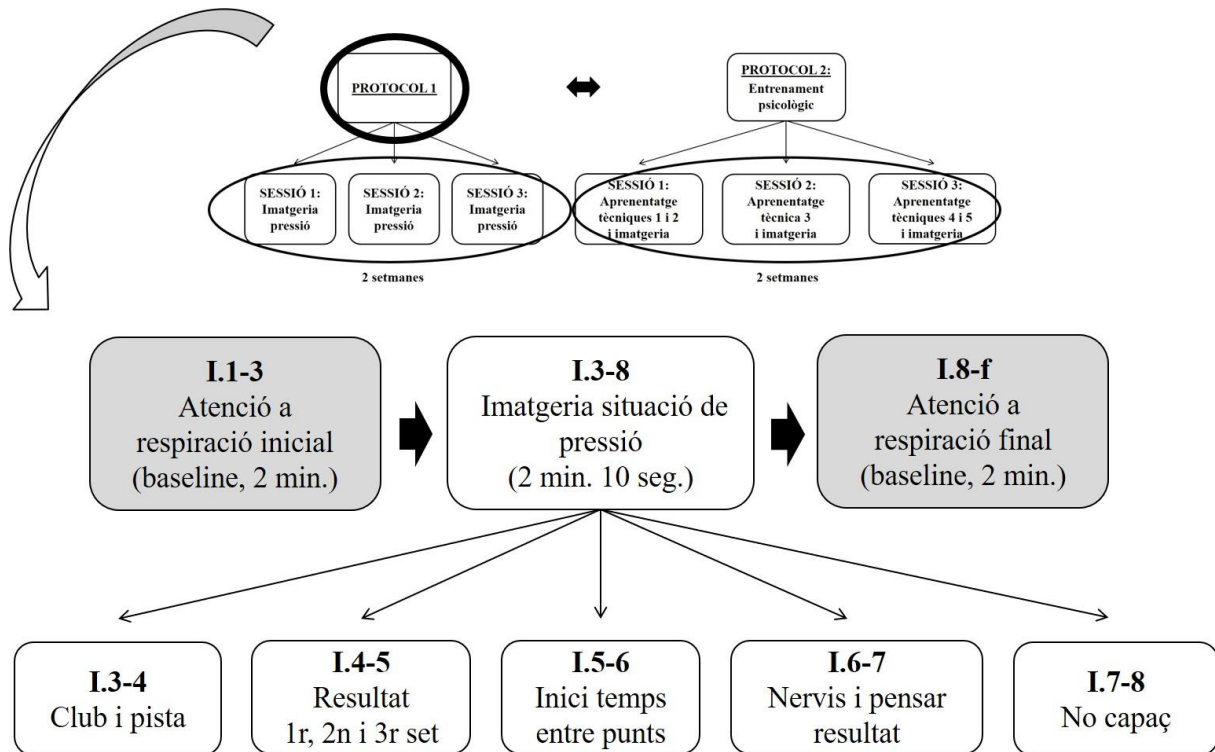 PROTOCOL 1
PROTOCOL 2:
Entrenament
psicològic
SESSIÓ 1:
Imatgeria
pressió
SESSIÓ 2:
Imatgeria
pressió
SESSIÓ 3:
Imatgeria
pressió
SESSIÓ 1:
Aprenentatge
tècniques 1 i 2
i imatgeria
SESSIÓ 2:
Aprenentatge
tècnica 3
i imatgeria
SESSIÓ 3:
Aprenentatge
tècniques 4 i 5
i imatgeria
2 setmanes
2 setmanes
I.1-3
Atenció a
respiració inicial
(baseline, 2 min.)
I.3-8
Imatgeria situació de
pressió
(2 min. 10 seg.)
I.8-f
Atenció a
respiració final
(baseline, 2 min.)
I.3-4
Club i pista
I.4-5
Resultat
1r, 2n i 3r set
I.5-6
Inici temps
entre punts
I.6-7
Nervis i pensar
resultat
I.7-8
No capaç